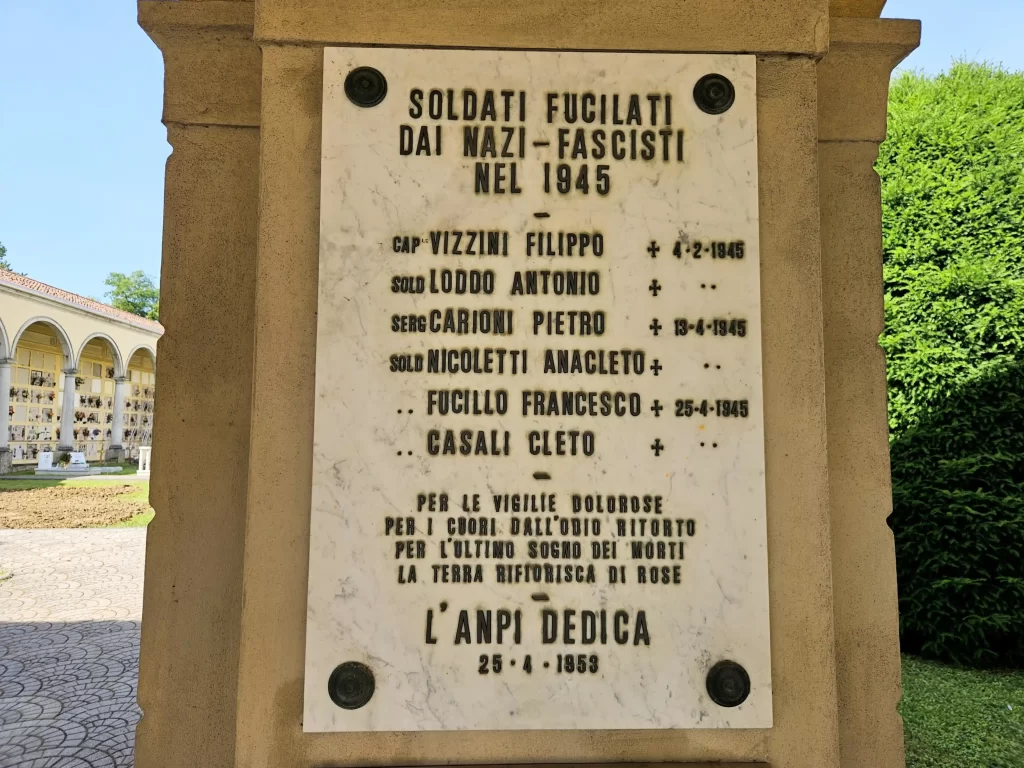 SOLDATI FUCILATI
DAI NAZI-FASCISTI
NEL 1945
CAP. VIZZINI FILIPPO + 4·2·1945
SOLD LODDO ANTONIO + ..
SERG CARIONI PIETRO + 13·4·1945
SOLD NICOLETTI ANACLETO + ..
.. FUCILLO FRANCESCO + 25·4·1945
.. CASALI CLETO + ..
PER LE VIGILIE DOLOROSE
PER I CUORI DALL'ODIO RITORTO
PER L'ULTIMO SOGNO DEI MORTI
LA TERRA RIFIORISCA DI ROSE
L'ANPI DEDICA
25·4·1953